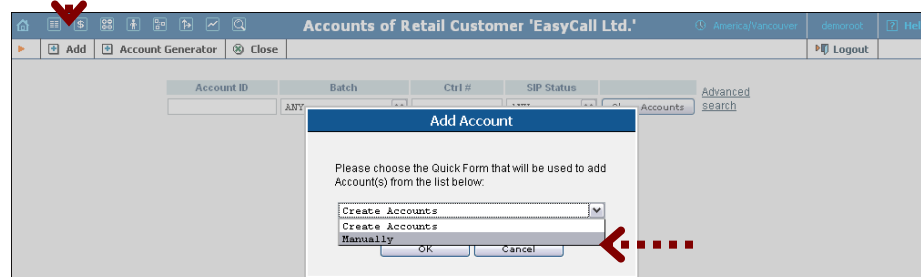 Accounts of Retail Customer 'EasyCall Ltd.' America/Vancouver demoroot Hel
Add Account Generator Close Logout
Account ID Batch Ctrl # SIP Status
Advanced
ANY Accounts search
Add Account
Please choose the Quick Form that will be used to add
Account(s) from the list below:
Create Accounts
Create Accounts
Manually
OK Cancel